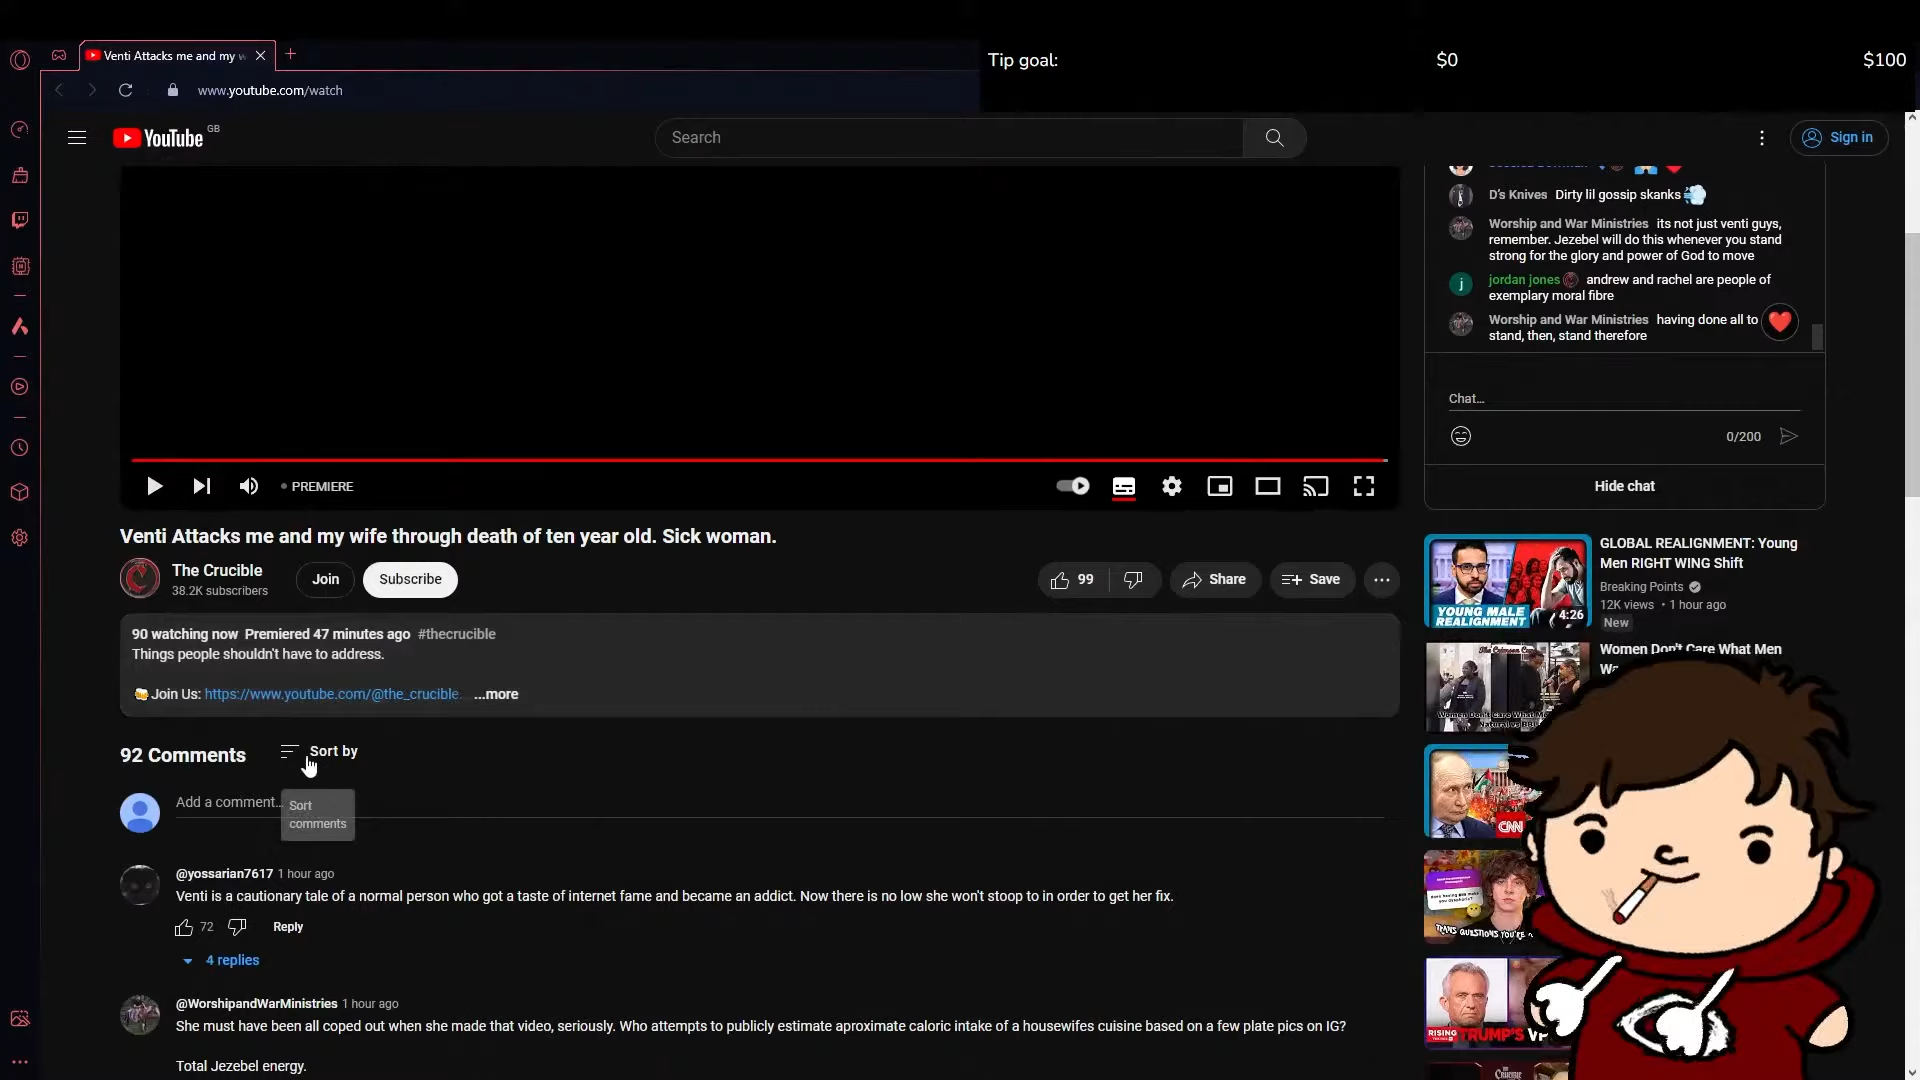 Venti Attacks me and my w
Tip goal:
$0
$100
www.youtube.com/watch
YouTube GB
Search
Sign in
D's Knives Dirty lil gossip skanks
Worship and War Ministries its not just venti guys,
remember. Jezebel will do this whenever you stand
strong for the glory and power of God to move
jordan jones andrew and rachel are people of
exemplary moral fibre
Worship and War Ministries having done all to
stand, then, stand therefore
Chat...
0/200
Hide chat
PREMIERE
Venti Attacks me and my wife through death of ten year old. Sick woman.
The Crucible
38.2K subscribers
Join
Subscribe
99
Share
Save
90 watching now Premiered 47 minutes ago #thecrucible
Things people shouldn't have to address.
Join Us: https://www.youtube.com/@the_crucible.
...more
92 Comments
Sort by
Add a comment...
Sort
comments
@yossarian7617 1 hour ago
Venti is a cautionary tale of a normal person who got a taste of internet fame and became an addict. Now there is no low she won't stoop to in order to get her fix.
72
Reply
4 replies
@WorshipandWarMinistries 1 hour ago
She must have been all coped out when she made that video, seriously. Who attempts to publicly estimate aproximate caloric intake of a housewifes cuisine based on a few plate pics on IG?
Total Jezebel energy.
YOUNG MALE
REALIGNMENT
4:26
GLOBAL REALIGNMENT: Young
Men RIGHT WING Shift
Breaking Points
12K views • 1 hour ago
New
Women Don't Care What Men
CNN
TRANS QUESTIONS YOU'RE
RISING
TRUMP'S